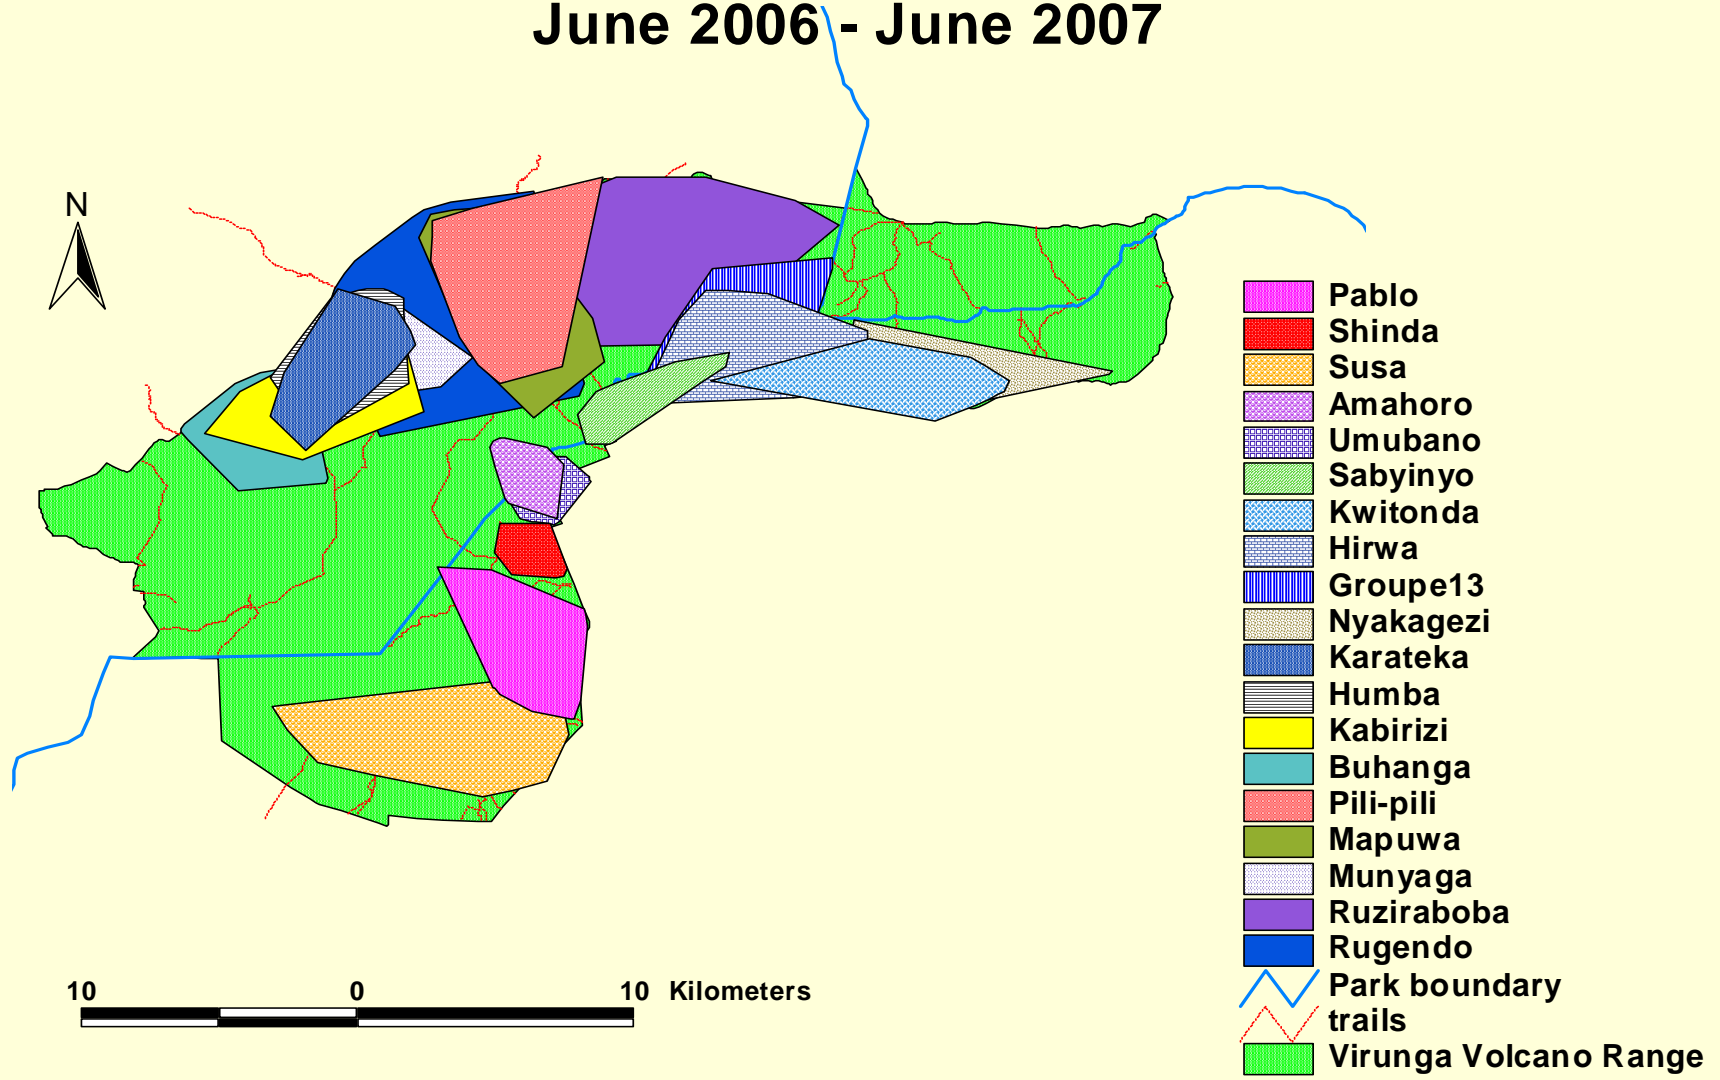 June 2006 - June 2007
N
Pablo
Shinda
Susa
Amahoro
Umubano
Sabyinyo
Kwitonda
Hirwa
Groupe13
Nyakagezi
Karateka
Humba
Kabirizi
Buhanga
Pili-pili
Mapuwa
Munyaga
Ruziraboba
Rugendo
Park boundary
trails
Virunga Volcano Range
10 0 10 Kilometers